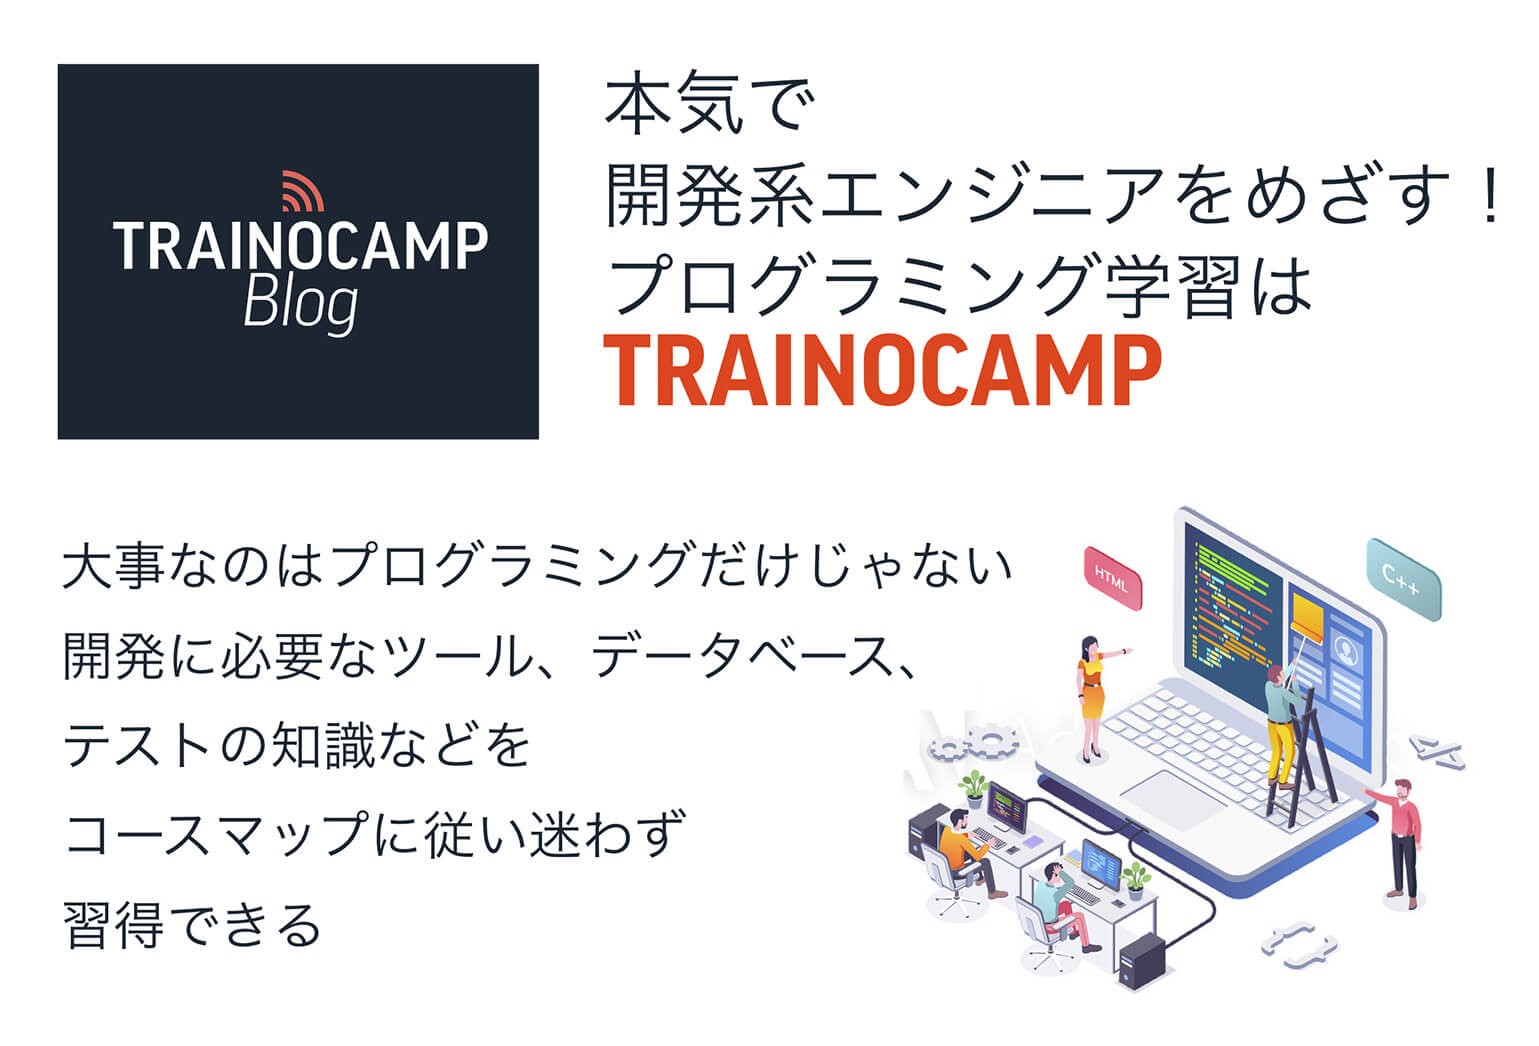 TRAINOCAMP
Blog
本気で
開発系エンジニアをめざす！
プログラミング学習は
TRAINOCAMP
大事なのはプログラミングだけじゃない
開発に必要なツール、データベース、
テストの知識などを
コースマップに従い迷わず
習得できる
HTML
C++